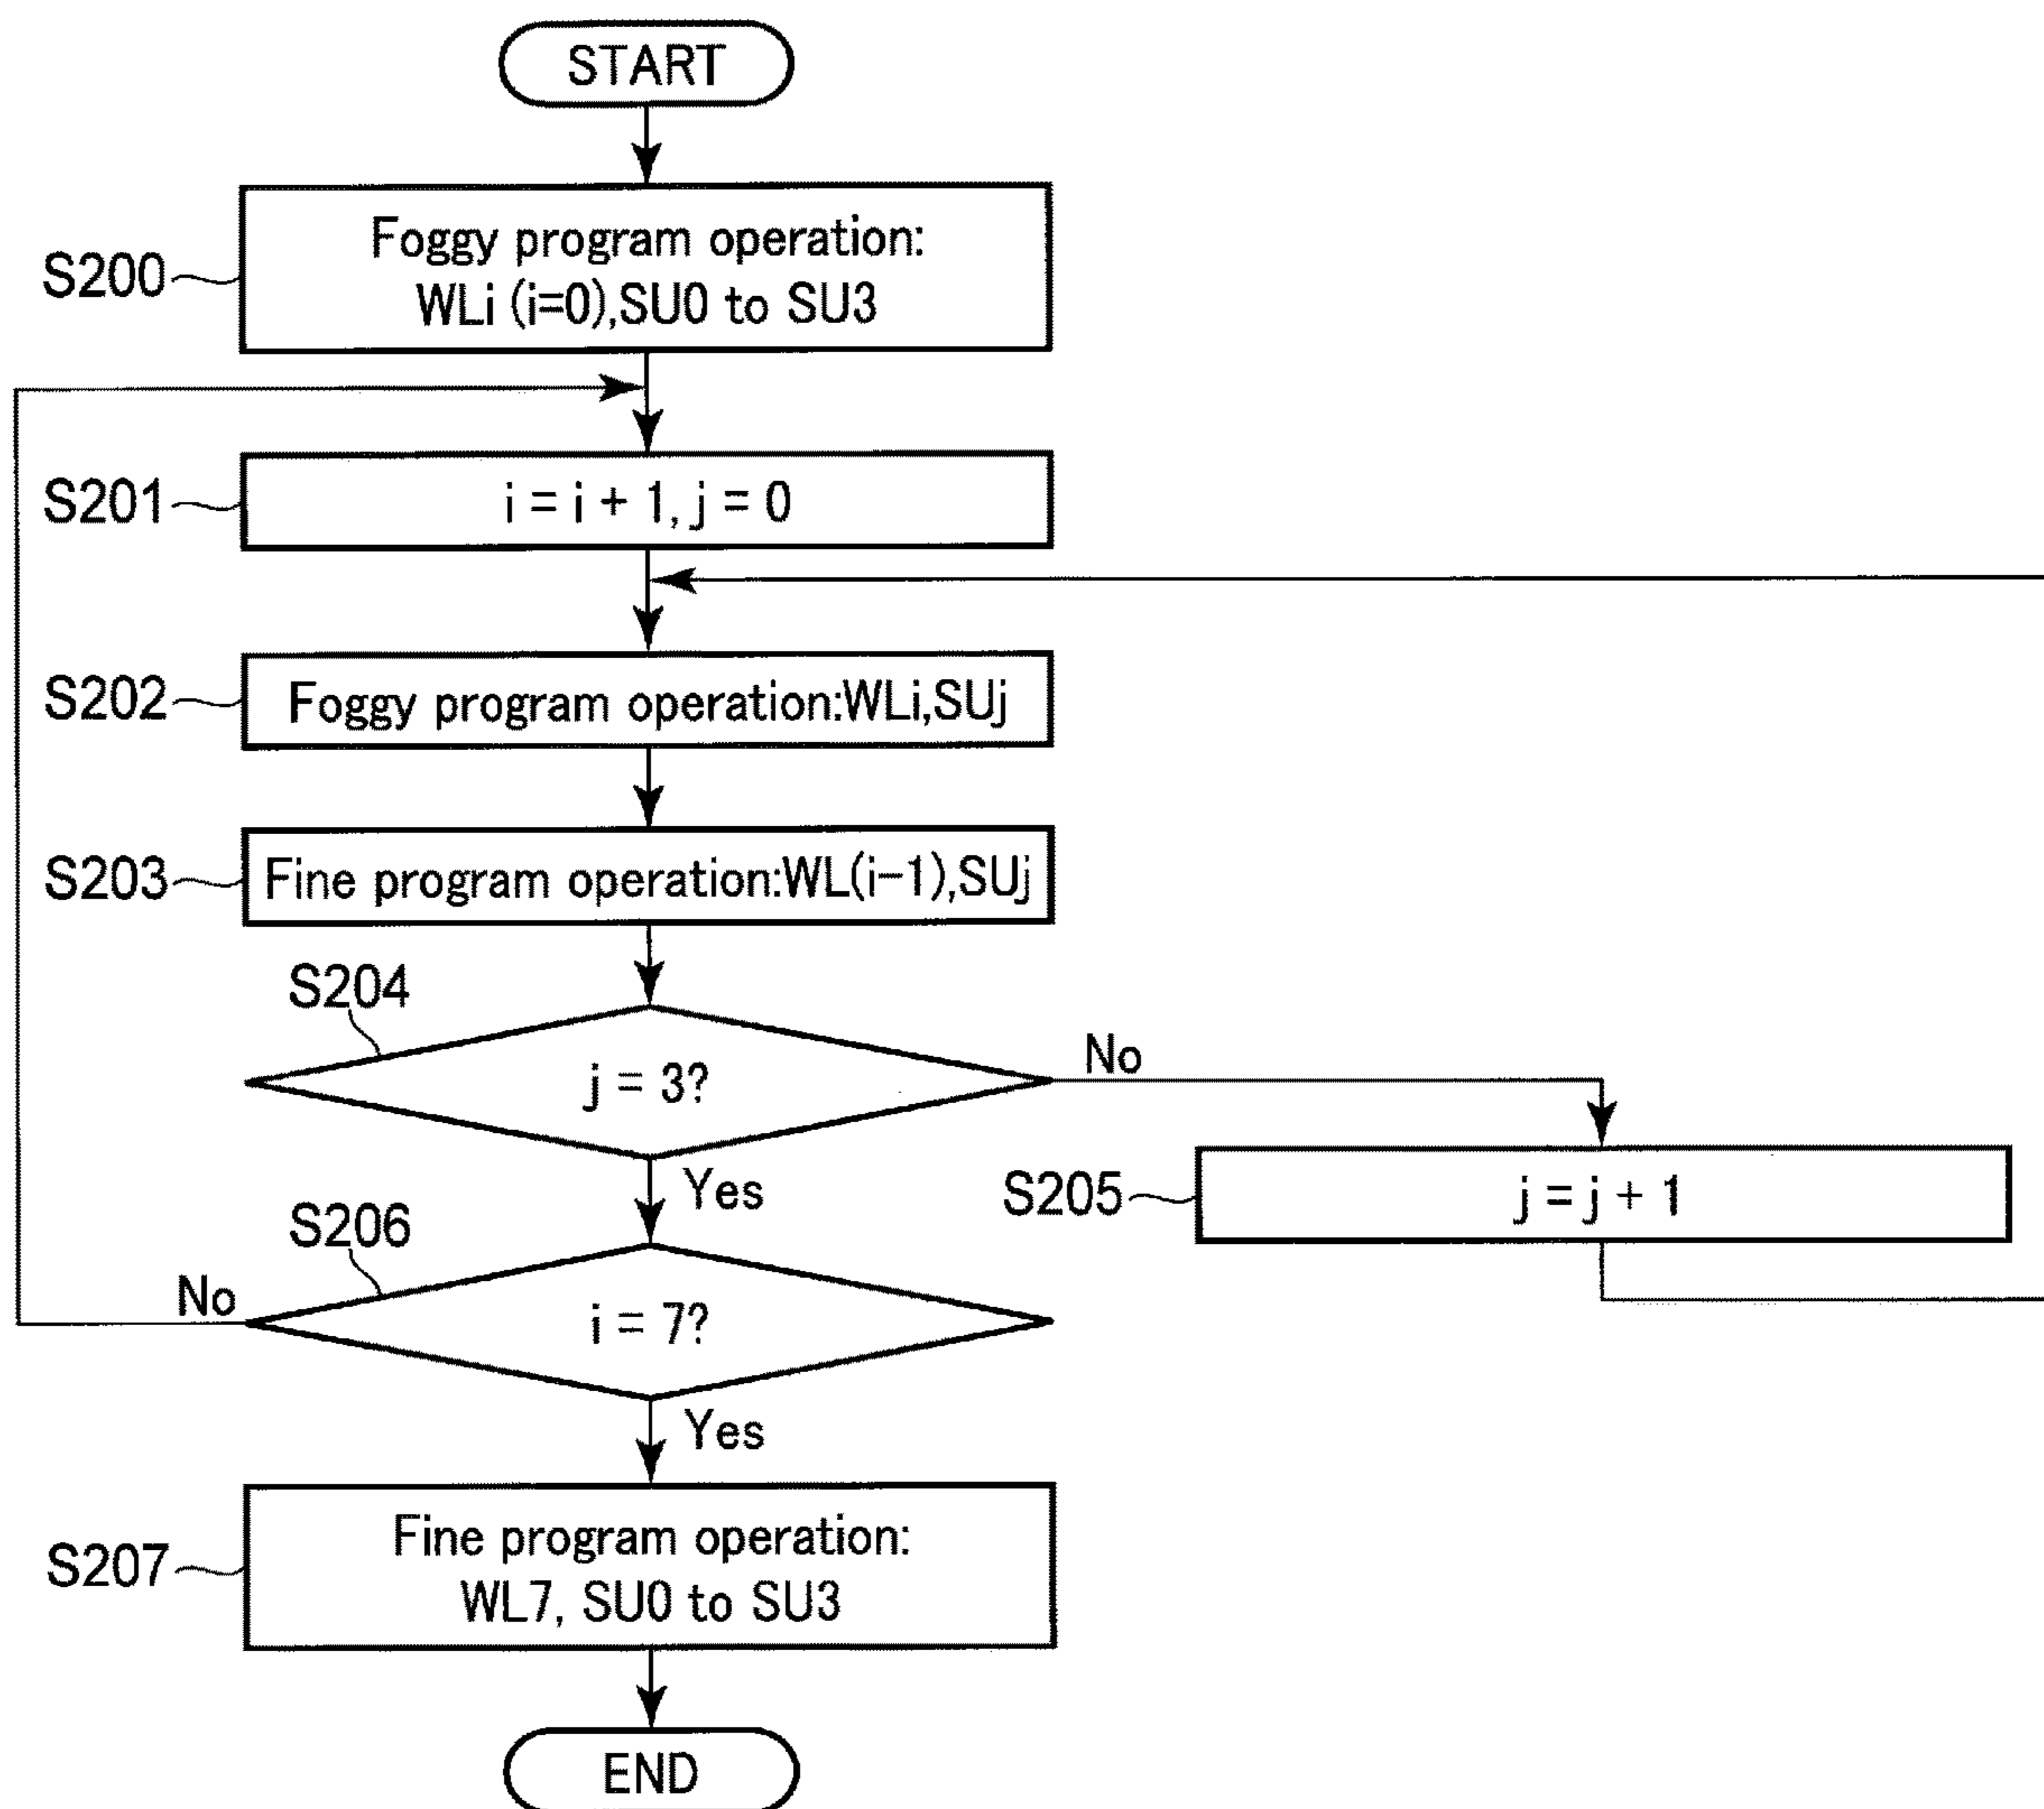 START
S200
Foggy program operation:
WLi (i=0),SU0 to SU3
S201
i = i + 1, j = 0
S202
Foggy program operation:WLi,SUj
S203
Fine program operation:WL(i-1),SUj
S204
j = 3?
No
Yes
S205
j = j + 1
S206
No
i = 7?
Yes
S207
Fine program operation:
WL7, SU0 to SU3
END